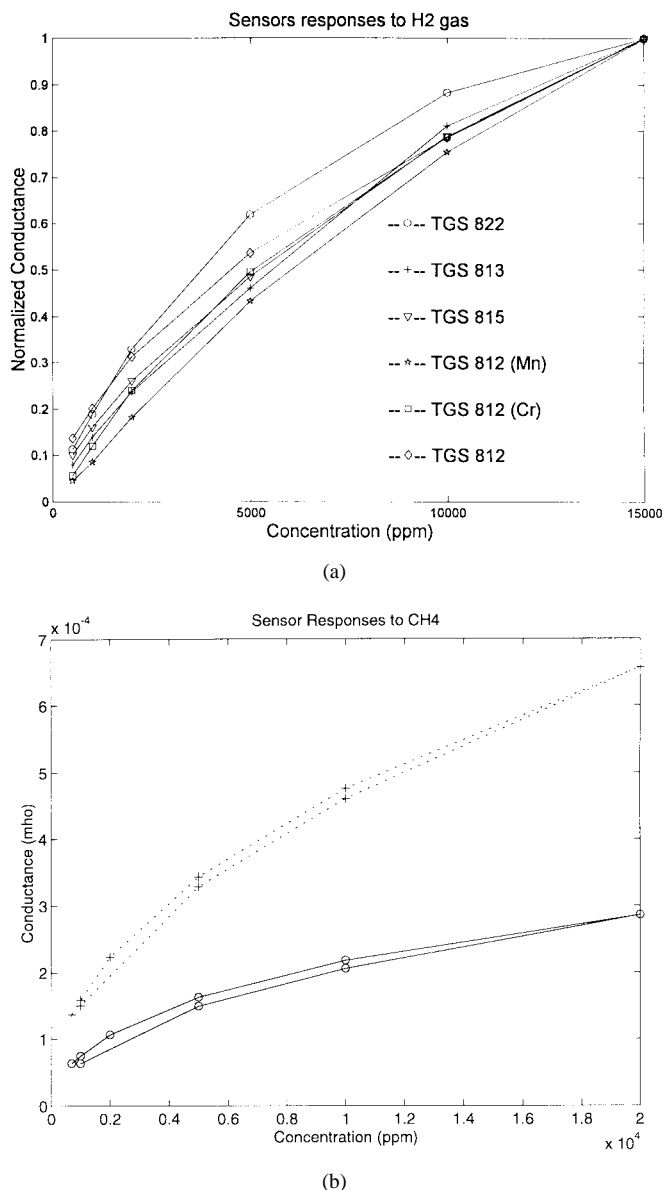 Sensors responses to H2 gas
Normalized Conductance
1
0.9
0.8
0.7
0.6
0.5
0.4
0.3
0.2
0.1
0
--○-- TGS 822
--+-- TGS 813
--▽-- TGS 815
--☆-- TGS 812 (Mn)
--□-- TGS 812 (Cr)
--◇-- TGS 812
0 5000 10000 15000
Concentration (ppm)
(a)
x 10-4
Sensor Responses to CH4
Conductance (mho)
7
6
5
4
3
2
1
0
0 0.2 0.4 0.6 0.8 1 1.2 1.4 1.6 1.8 2
Concentration (ppm)
x 10 4
(b)